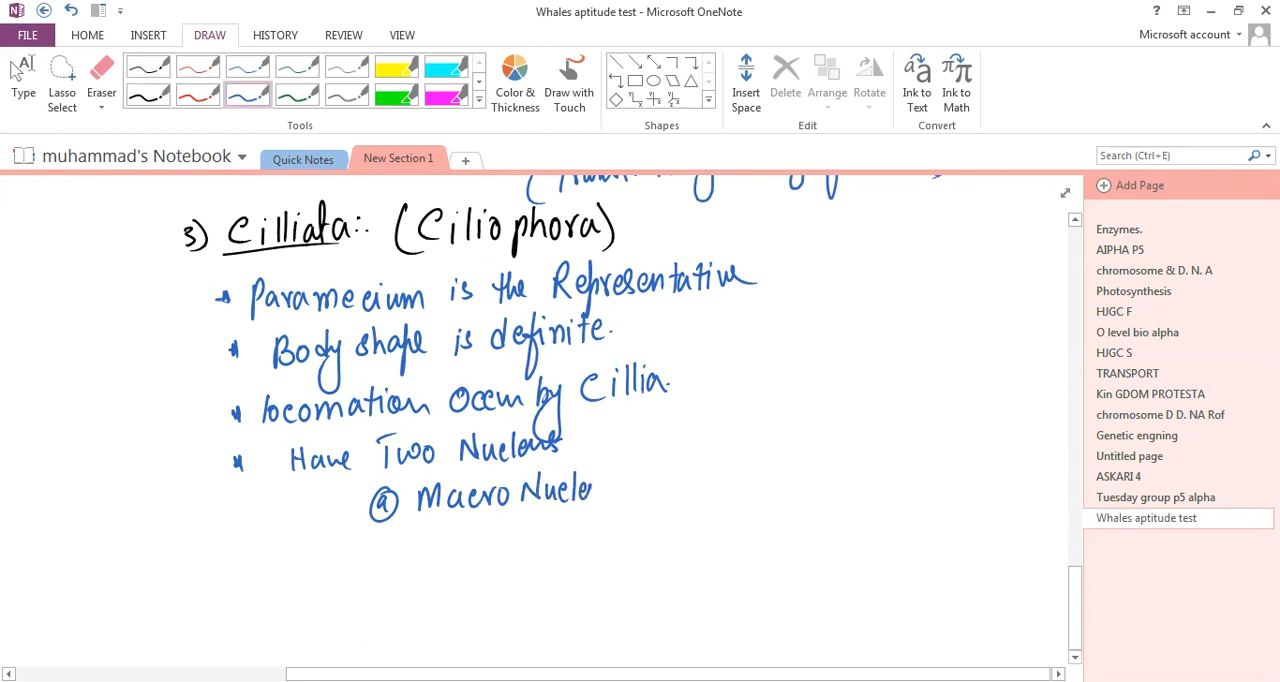 Whales aptitude test - Microsoft OneNote
?
FILE HOME INSERT DRAW HISTORY REVIEW VIEW
Microsoft account
Type Lasso Select Eraser
Color & Thickness Draw with Touch
Insert Space Delete Arrange Rotate
Ink to Text Ink to Math
Tools Shapes Edit Convert
muhammad's Notebook Quick Notes New Section 1 +
Search (Ctrl+E)
Add Page
3) Cilliata:. (Ciliophora)
Paramecium is the Representative
* Body shape is definite.
* locomation Occur by Cillia.
* Have Two Nucleus
(a) Macro Nucle
Enzymes.
AlPHA P5
chromosome & D. N. A
Photosynthesis
HJGC F
O level bio alpha
HJGC S
TRANSPORT
Kin GDOM PROTESTA
chromosome D D. NA Rof
Genetic engning
Untitled page
ASKARI 4
Tuesday group p5 alpha
Whales aptitude test